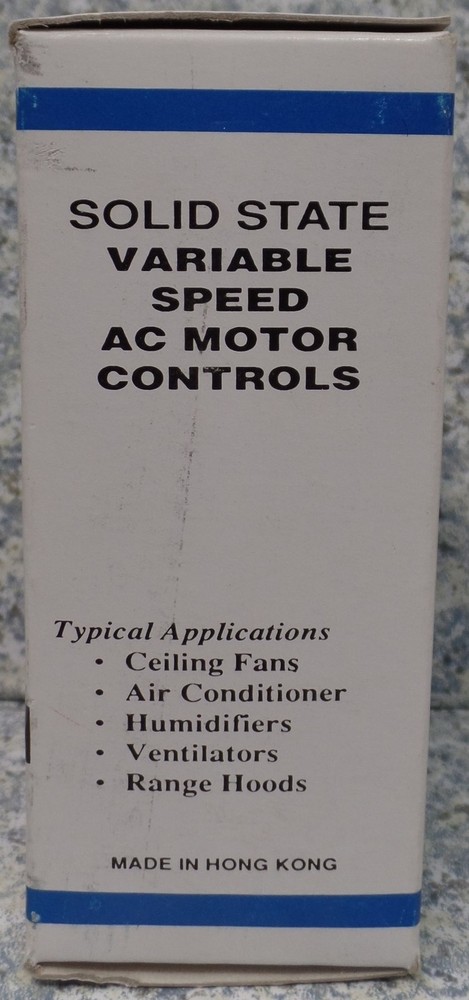 SOLID STATE
VARIABLE
SPEED
AC MOTOR
CONTROLS
Typical Applications
• Ceiling Fans
• Air Conditioner
• Humidifiers
• Ventilators
• Range Hoods
MADE IN HONG KONG